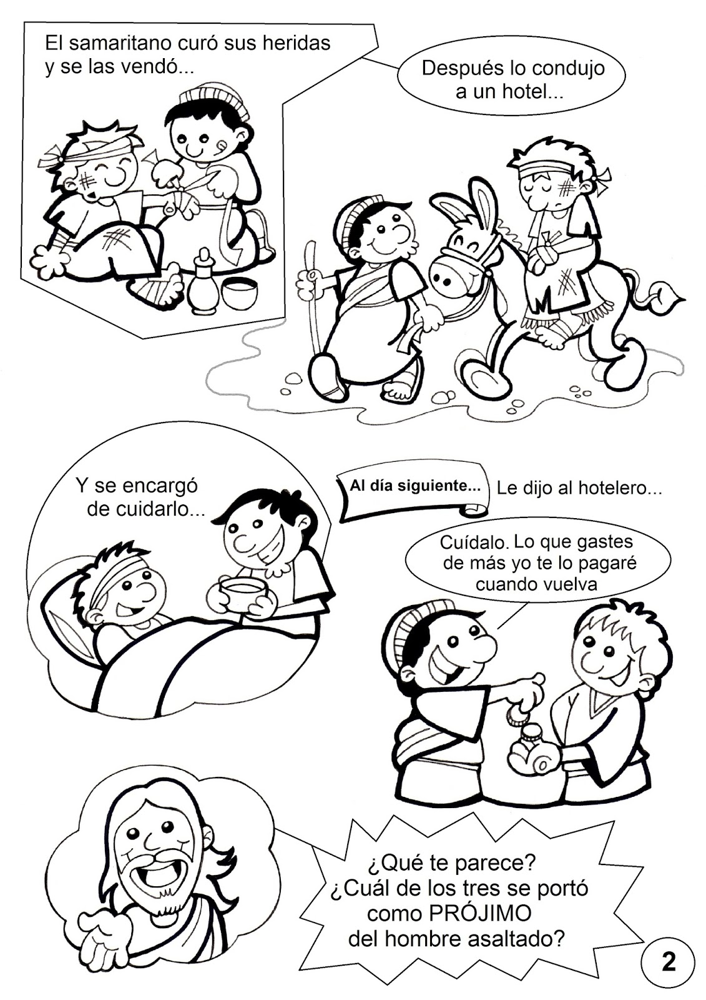 El samaritano curó sus heridas
y se las vendó...
Después lo condujo
a un hotel...
Y se encargó
de cuidarlo...
Al día siguiente...
Le dijo al hotelero...
Cuídalo. Lo que gastes
de más yo te lo pagaré
cuando vuelva
¿Qué te parece?
¿Cuál de los tres se portó
como PRÓJIMO
del hombre asaltado?
2